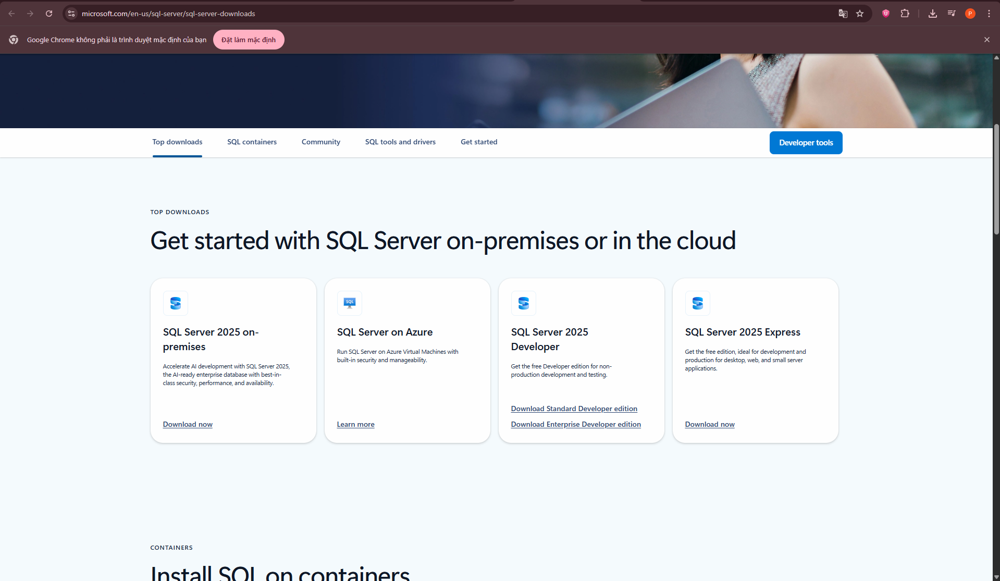 microsoft.com/en-us/sql-server/sql-server-downloads
P
Google Chrome không phải là trình duyệt mặc định của bạn
Đặt làm mặc định
Top downloads
SQL containers
Community
SQL tools and drivers
Get started
Developer tools
TOP DOWNLOADS
Get started with SQL Server on-premises or in the cloud
SQL Server 2025 on-
premises
Accelerate AI development with SQL Server 2025,
the AI-ready enterprise database with best-in-
class security, performance, and availability.
Download now
SQL
SQL Server on Azure
Run SQL Server on Azure Virtual Machines with
built-in security and manageability.
Learn more
SQL Server 2025
Developer
Get the free Developer edition for non-
production development and testing.
Download Standard Developer edition
Download Enterprise Developer edition
SQL Server 2025 Express
Get the free edition, ideal for development and
production for desktop, web, and small server
applications.
Download now
CONTAINERS
Install SQL on containers